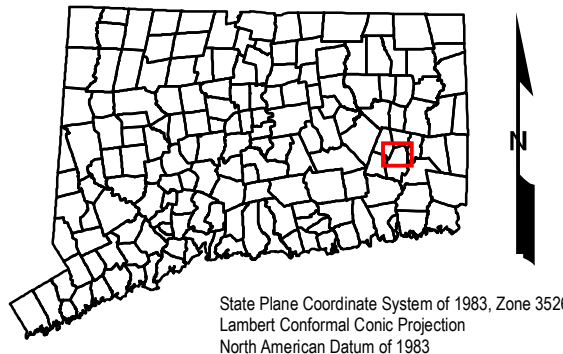 N
State Plane Coordinate System of 1983, Zone 3526
Lambert Conformal Conic Projection
North American Datum of 1983